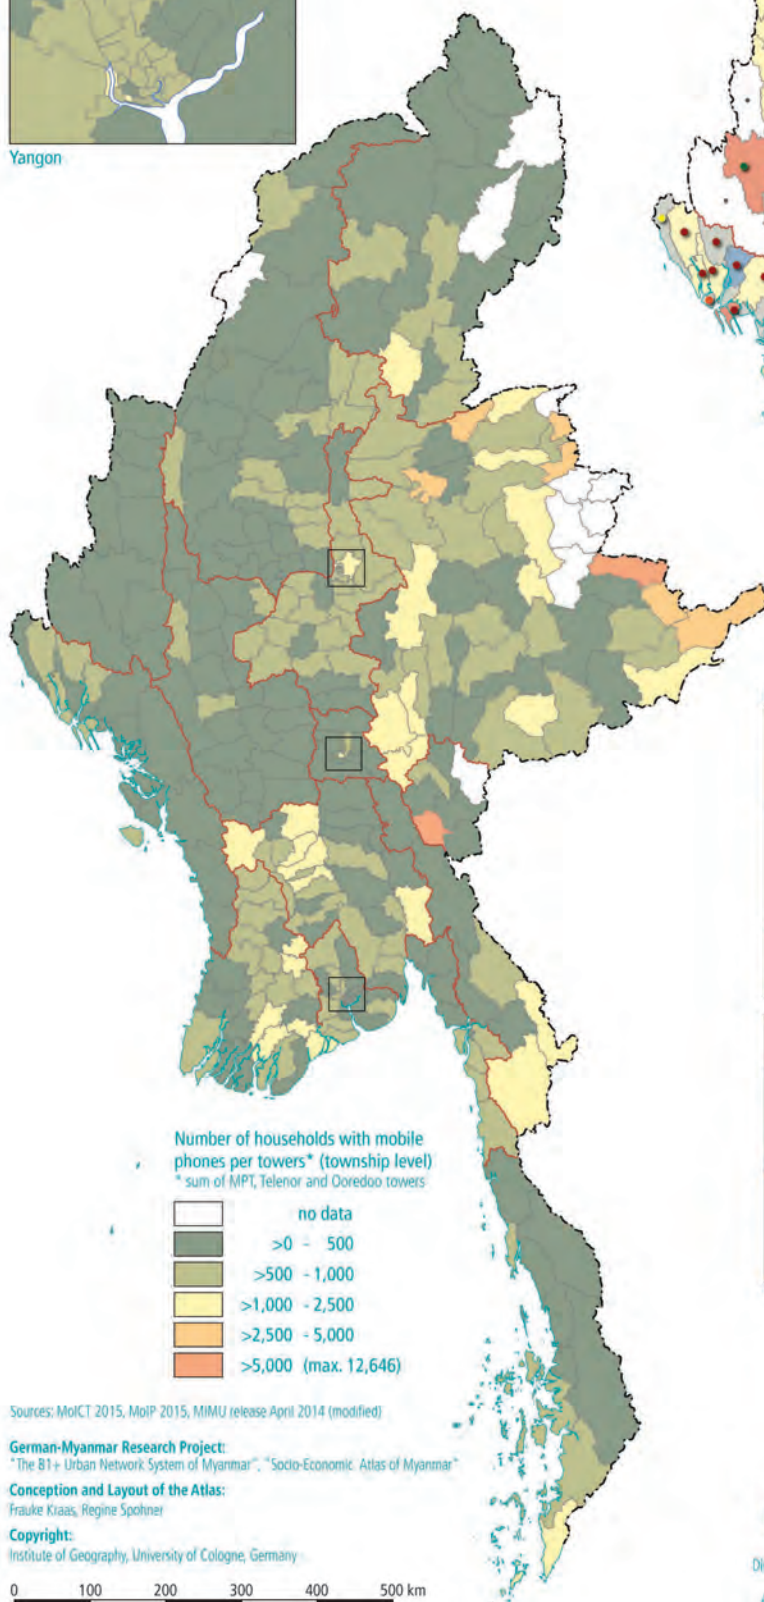 Yangon
Number of households with mobile
phones per towers* (township level)
* sum of MPT, Telenor and Ooredoo towers
no data
>0 - 500
>500 - 1,000
>1,000 - 2,500
>2,500 - 5,000
>5,000 (max. 12,646)
Sources: MoICT 2015, MoIP 2015, MIMU release April 2014 (modified)
German-Myanmar Research Project:
"The B1+ Urban Network System of Myanmar", "Socio-Economic Atlas of Myanmar"
Conception and Layout of the Atlas:
Frauke Kraas, Regine Spohner
Copyright:
Institute of Geography, University of Cologne, Germany
0 100 200 300 400 500 km